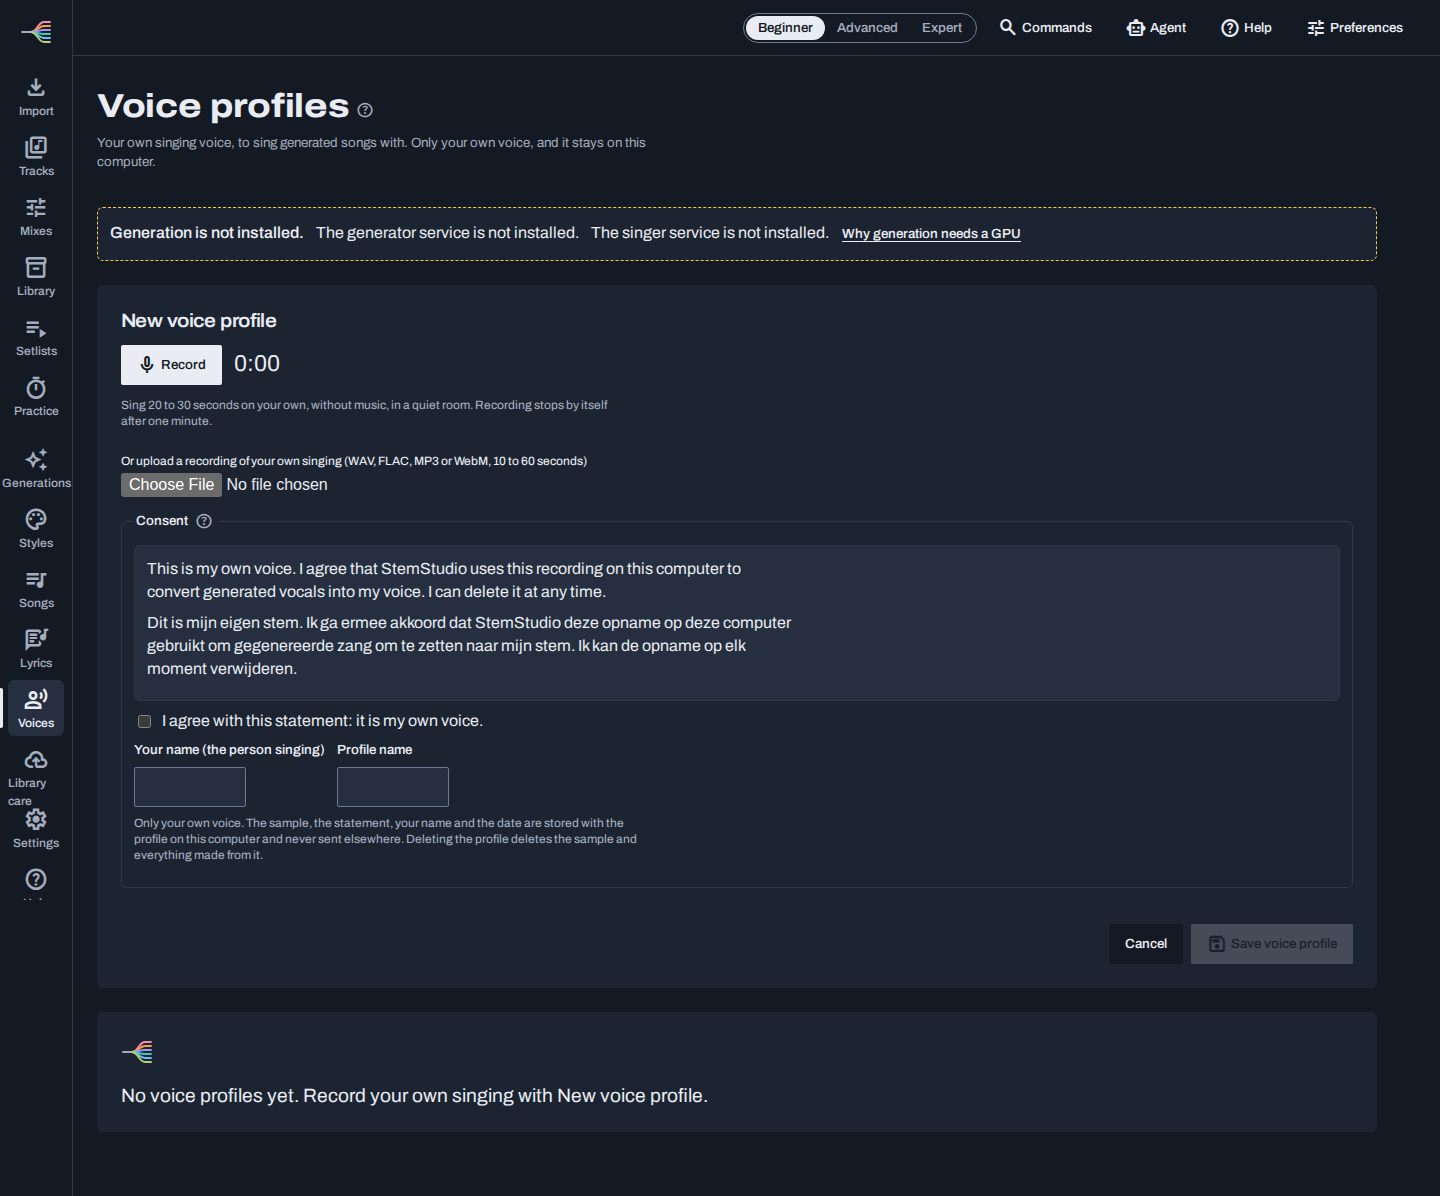 Beginner Advanced Expert Commands Agent Help Preferences
Import
Tracks
Mixes
Library
Setlists
Practice
Generations
Styles
Songs
Lyrics
Voices
Library
care
Settings
Voice profiles
Your own singing voice, to sing generated songs with. Only your own voice, and it stays on this
computer.
Generation is not installed. The generator service is not installed. The singer service is not installed. Why generation needs a GPU
New voice profile
Record 0:00
Sing 20 to 30 seconds on your own, without music, in a quiet room. Recording stops by itself
after one minute.
Or upload a recording of your own singing (WAV, FLAC, MP3 or WebM, 10 to 60 seconds)
Choose File No file chosen
Consent
This is my own voice. I agree that StemStudio uses this recording on this computer to
convert generated vocals into my voice. I can delete it at any time.
Dit is mijn eigen stem. Ik ga ermee akkoord dat StemStudio deze opname op deze computer
gebruikt om gegenereerde zang om te zetten naar mijn stem. Ik kan de opname op elk
moment verwijderen.
I agree with this statement: it is my own voice.
Your name (the person singing) Profile name
Only your own voice. The sample, the statement, your name and the date are stored with the
profile on this computer and never sent elsewhere. Deleting the profile deletes the sample and
everything made from it.
Cancel Save voice profile
No voice profiles yet. Record your own singing with New voice profile.